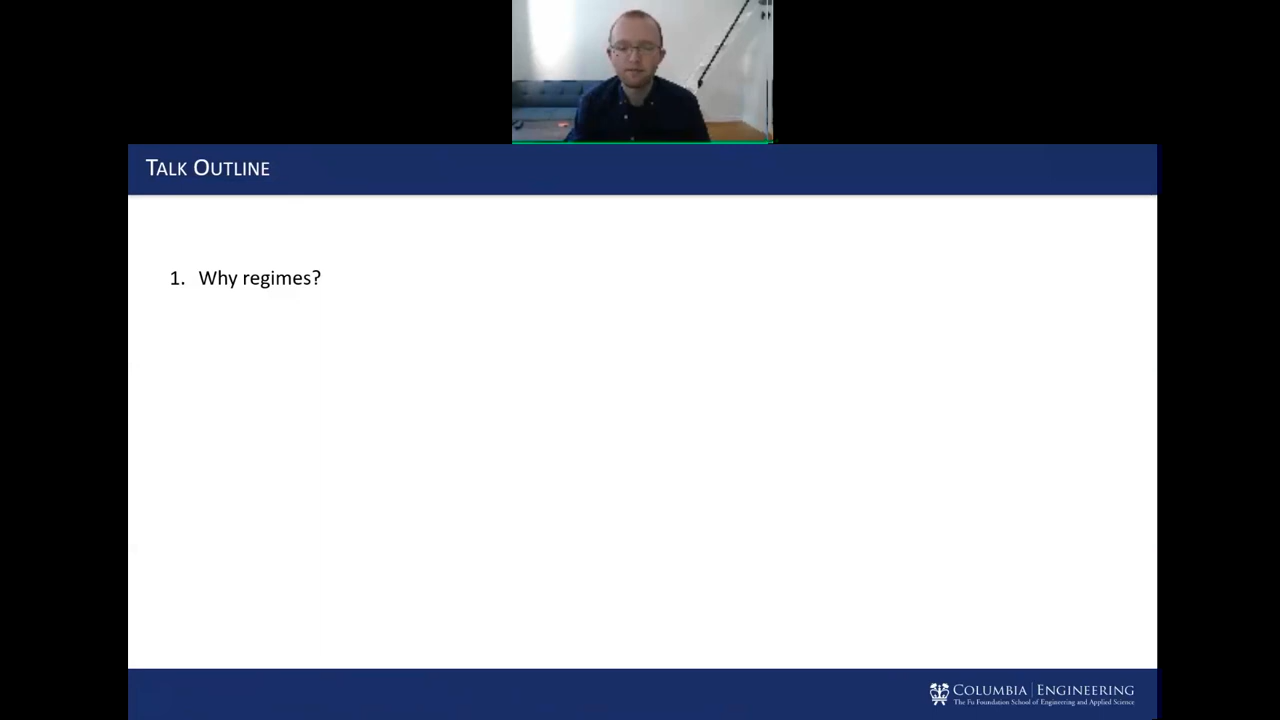 TALK OUTLINE
1. Why regimes?
COLUMBIA | ENGINEERING
The Fu Foundation School of Engineering and Applied Science